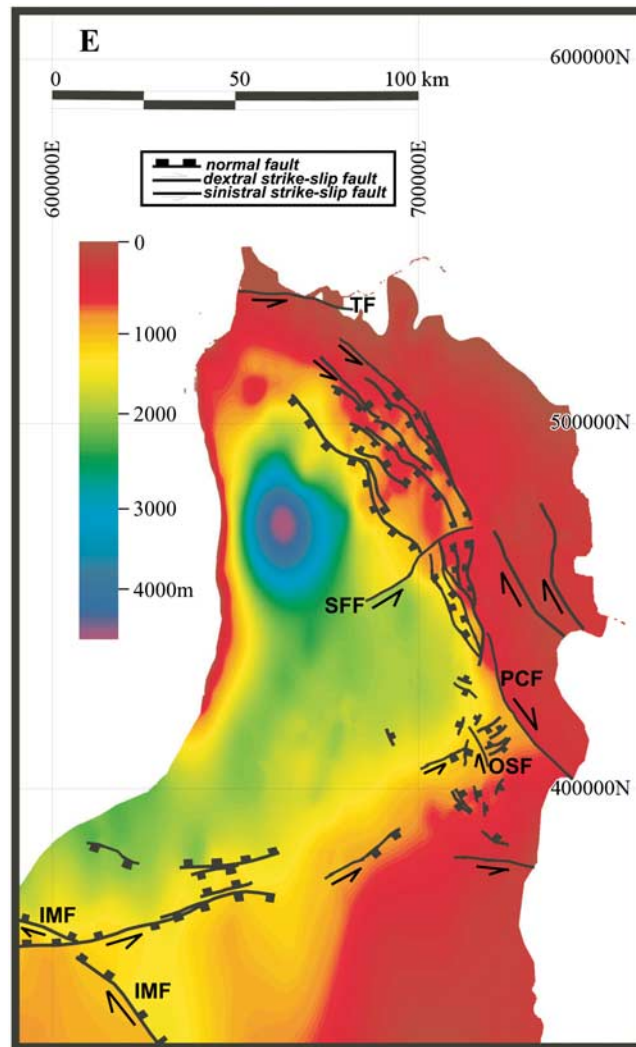 E
600000N
0 50 100 km
600000E
700000E
normal fault
dextral strike-slip fault
sinistral strike-slip fault
0
1000
2000
3000
4000m
TF
500000N
SFF
PCF
OSF
400000N
IMF
IMF